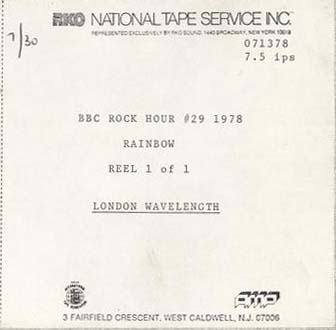 RKO NATIONAL TAPE SERVICE INC.
REPRESENTED EXCLUSIVELY BY RKO SOUND, 1440 BROADWAY, NEW YORK 10018
7/30
071378
7.5 ips
BBC ROCK HOUR #29 1978
RAINBOW
REEL 1 of 1
LONDON WAVELENGTH
3 FAIRFIELD CRESCENT, WEST CALDWELL, N.J. 07006